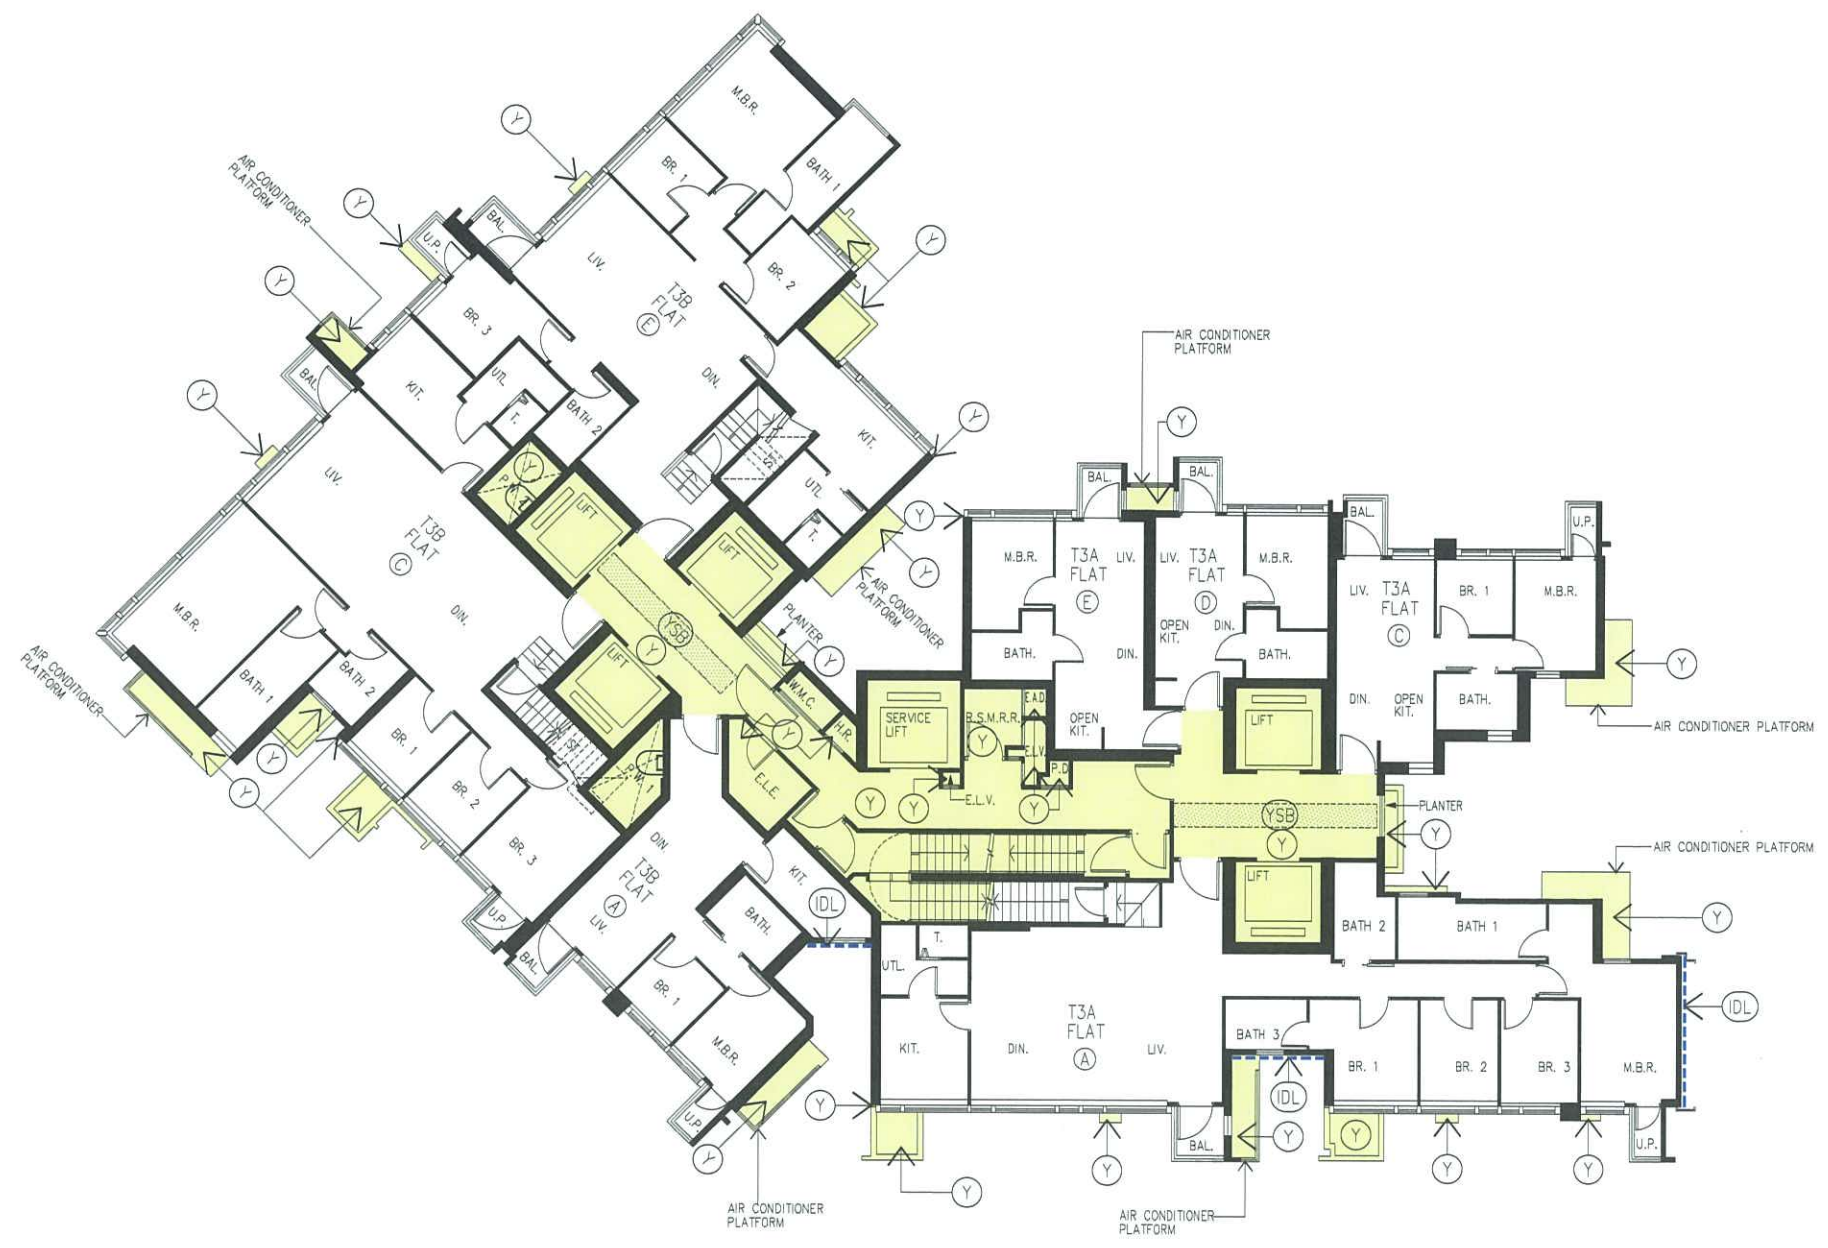 M.B.R.
BR. 1
BATH 1
Y
AIR CONDITIONER
PLATFORM
Y
BAL.
U.P.
LIV.
BR. 2
Y
T3B
FLAT
E
Y
BR. 3
DIN.
AIR CONDITIONER
PLATFORM
BAL.
KIT.
UTL.
T.
BATH 2
Y
KIT.
Y
Y
UTL.
T.
Y
LIFT
LIFT
LIV.
T3B
FLAT
C
DIN.
M.B.R.
BATH 1
BATH 2
AIR CONDITIONER
PLATFORM
BR. 1
BR. 2
BR. 3
Y
Y
U.P.
BAL.
LIFT
YSB
Y
PLANTER
Y
Y
AIR CONDITIONER
PLATFORM
W.M.C.
H.R.
Y
E.L.E.
DIN.
T3B
FLAT
A
LIV.
KIT.
IDL
BATH.
BR. 1
M.B.R.
U.P.
Y
AIR CONDITIONER
PLATFORM
Y
BAL.
Y
BAL.
BAL.
U.P.
M.B.R.
T3A
FLAT
E
LIV.
BATH.
DIN.
OPEN
KIT.
LIV.
T3A
FLAT
D
M.B.R.
OPEN
KIT.
DIN.
BATH.
LIV.
T3A
FLAT
C
BR. 1
M.B.R.
DIN.
OPEN
KIT.
BATH.
Y
AIR CONDITIONER PLATFORM
SERVICE
LIFT
R.S.M.R.R.
Y
E.A.D.
E.L.V.
P.D.
LIFT
Y
Y
E.L.V.
Y
YSB
Y
PLANTER
Y
AIR CONDITIONER PLATFORM
LIFT
BATH 2
BATH 1
Y
UTL.
T.
KIT.
DIN.
T3A
FLAT
A
LIV.
BATH 3
BR. 1
BR. 2
BR. 3
M.B.R.
IDL
IDL
Y
BAL.
Y
Y
U.P.
Y
Y
Y
Y
AIR CONDITIONER
PLATFORM